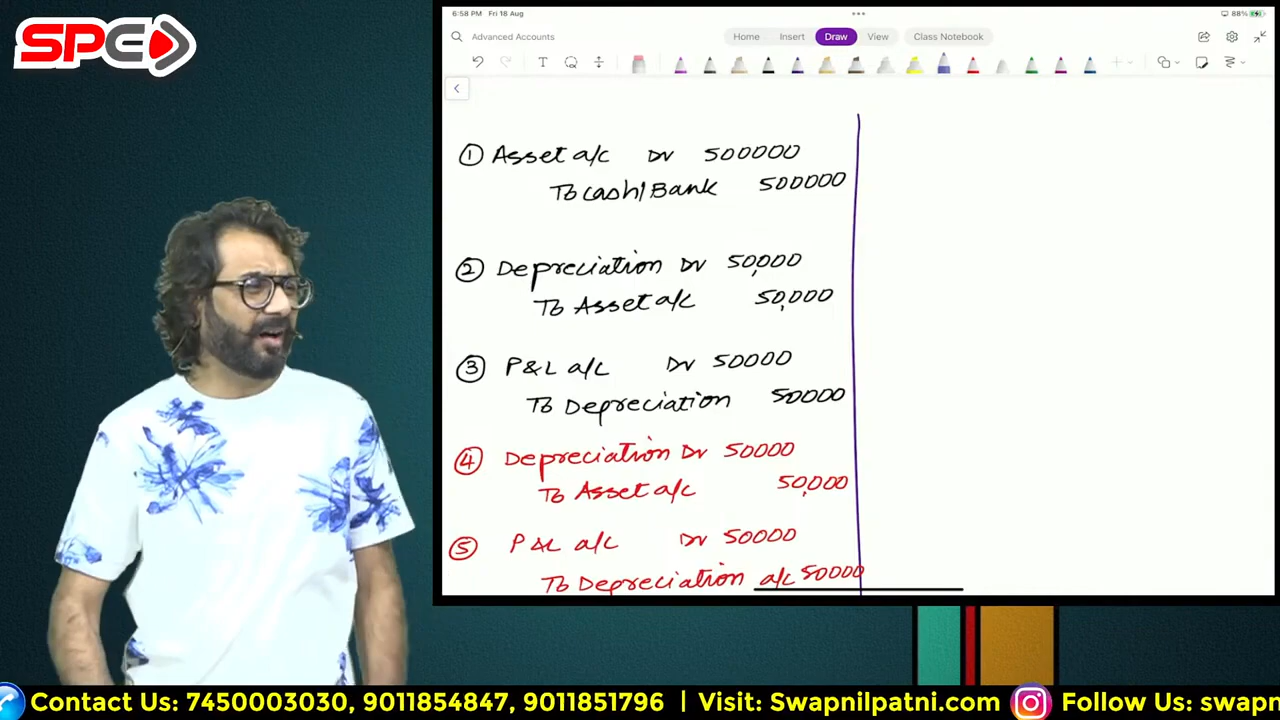 SPE
6:58 PM Fri 18 Aug
88%
Advanced Accounts
Home Insert Draw View Class Notebook
① Asset a/c Dr 500000
To Cash/Bank 500000
② Depreciation Dr 50,000
To Asset a/c 50,000
③ P&L a/c Dr 50000
To Depreciation 50000
④ Depreciation Dr 50000
To Asset a/c 50,000
⑤ P&L a/c Dr 50000
To Depreciation a/c 50000
Contact Us: 7450003030, 9011854847, 9011851796 | Visit: Swapnilpatni.com Follow Us: swapn